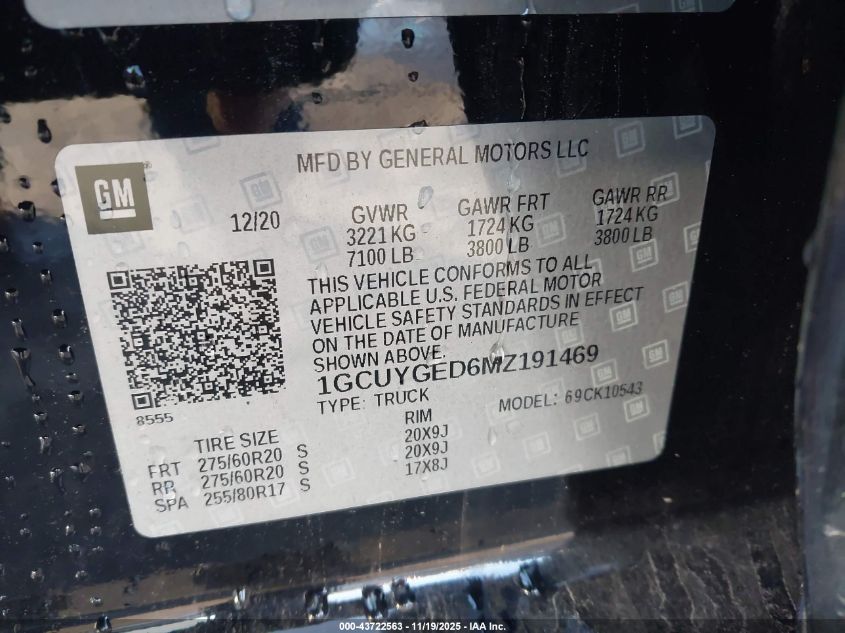 GM
®
MFD BY GENERAL MOTORS LLC
12/20
GVWR
3221 KG
7100 LB
GAWR FRT
1724 KG
3800 LB
GAWR RR
1724 KG
3800 LB
THIS VEHICLE CONFORMS TO ALL
APPLICABLE U.S. FEDERAL MOTOR
VEHICLE SAFETY STANDARDS IN EFFECT
ON THE DATE OF MANUFACTURE
SHOWN ABOVE.
1GCUYGED6MZ191469
TYPE: TRUCK
MODEL: 69CK10543
8555
TIRE SIZE
RIM
FRT 275/60R20 S 20X9J
RR 275/60R20 S 20X9J
SPA 255/80R17 S 17X8J
000-43722563 - 11/19/2025 - IAA Inc.